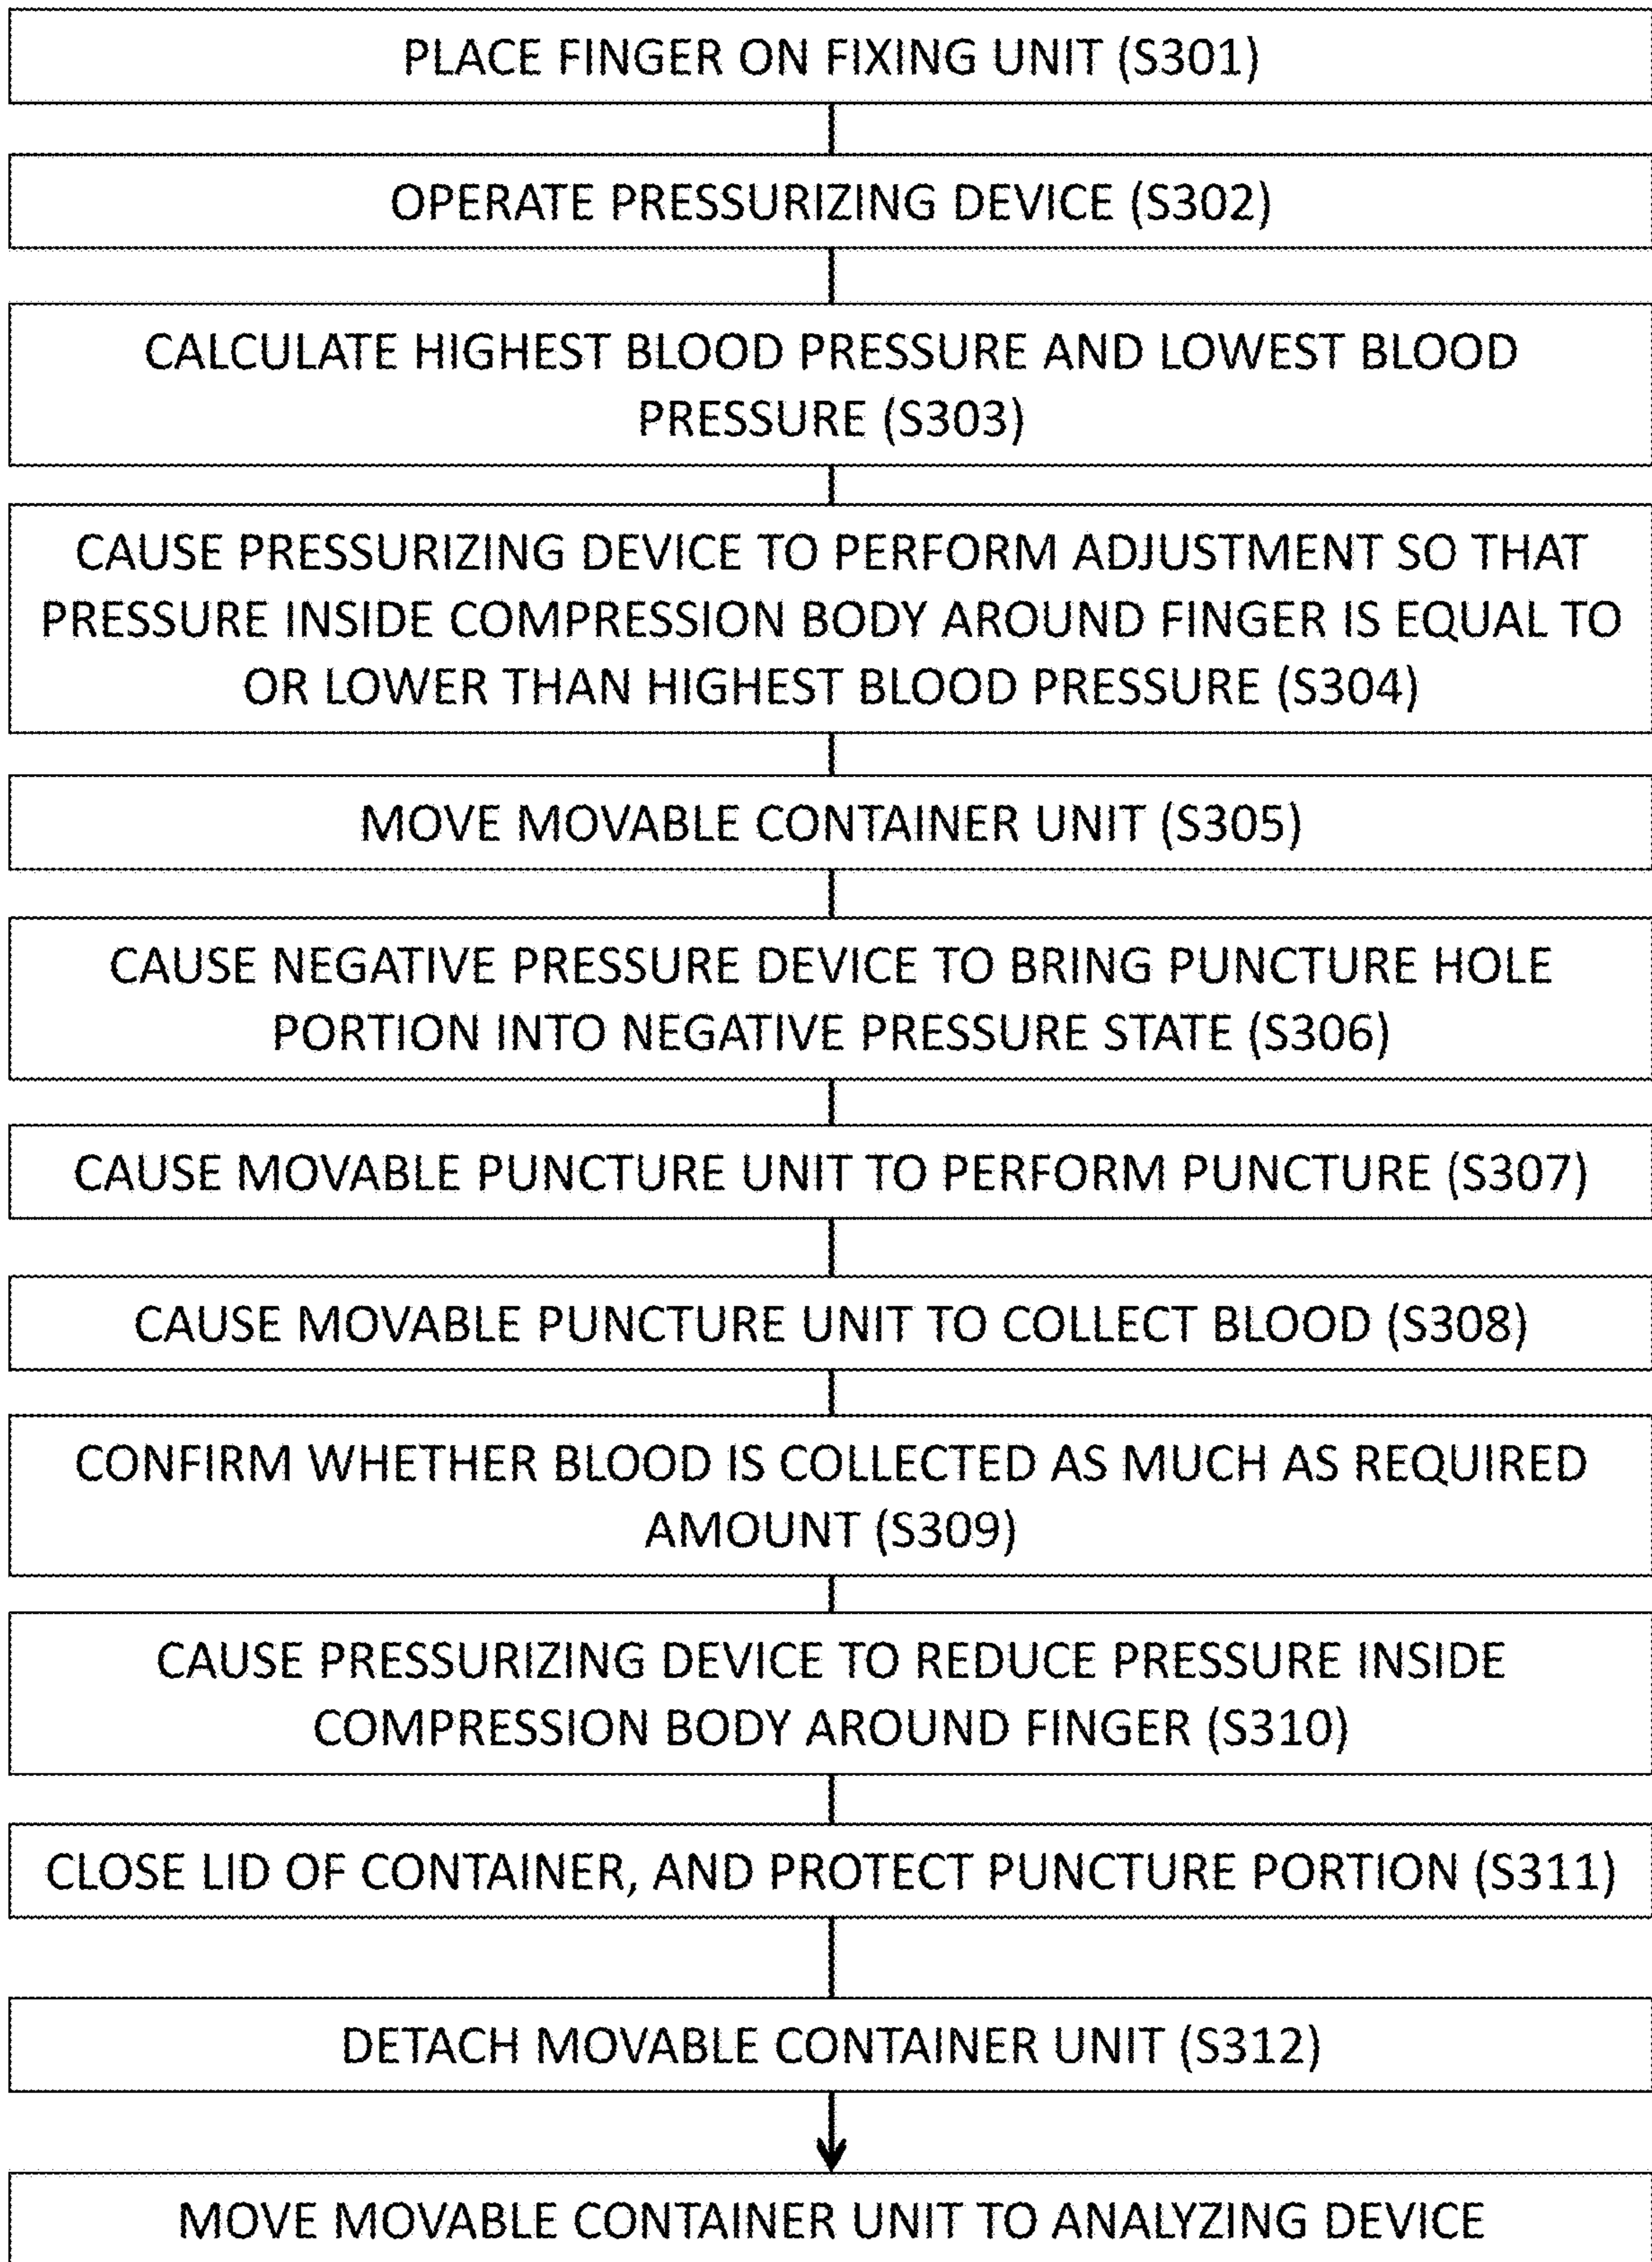 PLACE FINGER ON FIXING UNIT (S301)
OPERATE PRESSURIZING DEVICE (S302)
CALCULATE HIGHEST BLOOD PRESSURE AND LOWEST BLOOD
PRESSURE (S303)
CAUSE PRESSURIZING DEVICE TO PERFORM ADJUSTMENT SO THAT
PRESSURE INSIDE COMPRESSION BODY AROUND FINGER IS EQUAL TO
OR LOWER THAN HIGHEST BLOOD PRESSURE (S304)
MOVE MOVABLE CONTAINER UNIT (S305)
CAUSE NEGATIVE PRESSURE DEVICE TO BRING PUNCTURE HOLE
PORTION INTO NEGATIVE PRESSURE STATE (S306)
CAUSE MOVABLE PUNCTURE UNIT TO PERFORM PUNCTURE (S307)
CAUSE MOVABLE PUNCTURE UNIT TO COLLECT BLOOD (S308)
CONFIRM WHETHER BLOOD IS COLLECTED AS MUCH AS REQUIRED
AMOUNT (S309)
CAUSE PRESSURIZING DEVICE TO REDUCE PRESSURE INSIDE
COMPRESSION BODY AROUND FINGER (S310)
CLOSE LID OF CONTAINER, AND PROTECT PUNCTURE PORTION (S311)
DETACH MOVABLE CONTAINER UNIT (S312)
MOVE MOVABLE CONTAINER UNIT TO ANALYZING DEVICE